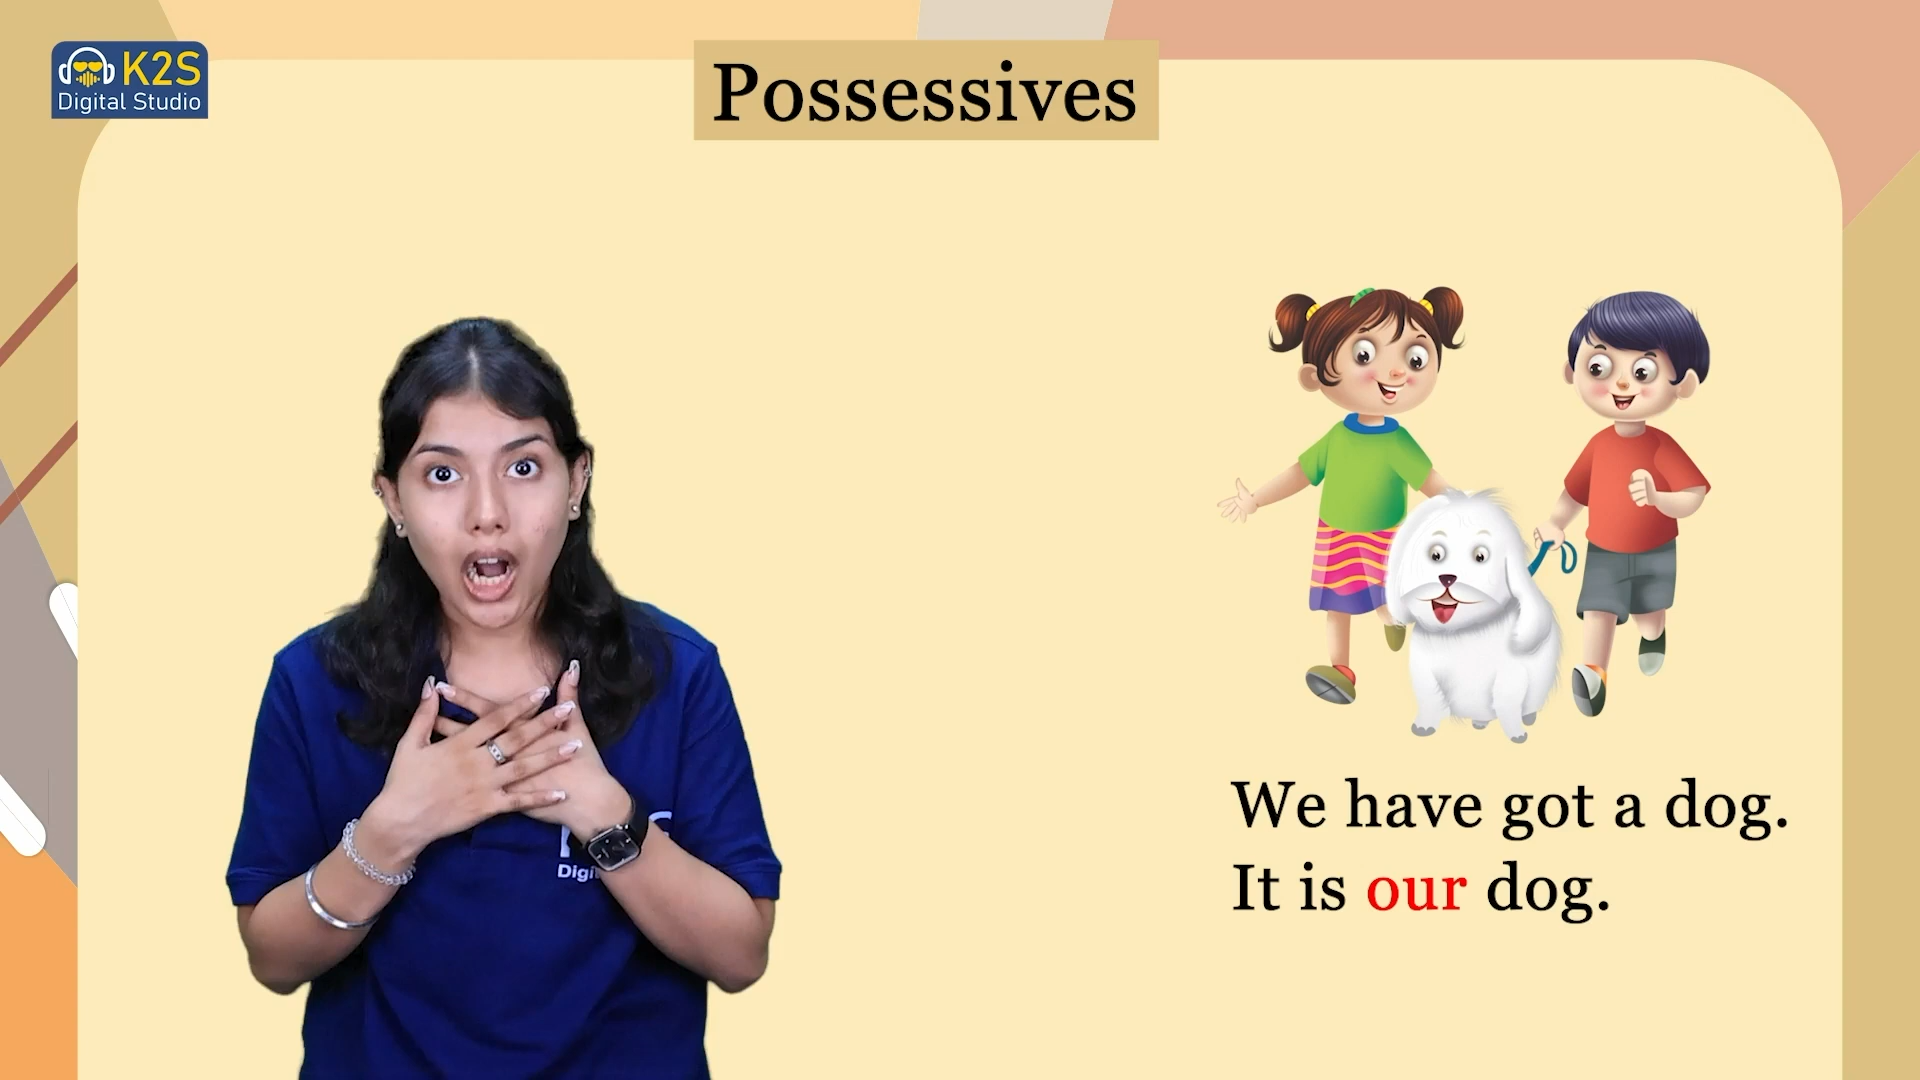 K2S
Digital Studio
Possessives
We have got a dog.
It is our dog.